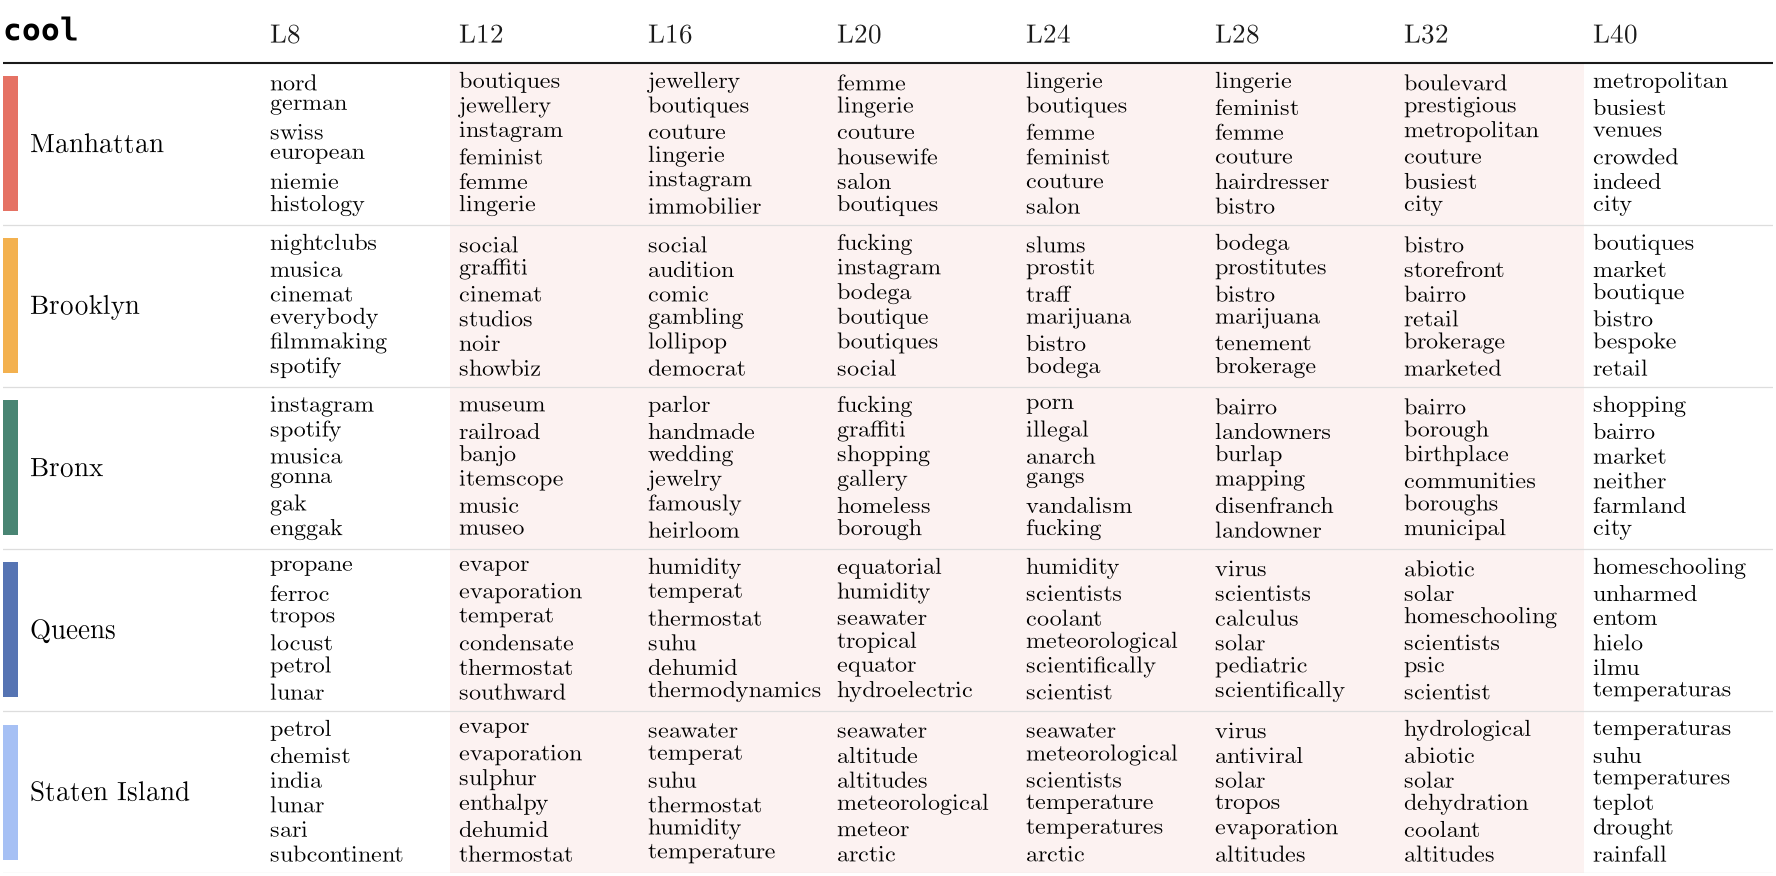 cool L8 L12 L16 L20 L24 L28 L32 L40
nord boutiques jewellery femme lingerie lingerie boulevard metropolitan
german jewellery boutiques lingerie boutiques feminist prestigious busiest
swiss instagram couture couture femme femme metropolitan venues
Manhattan
european feminist lingerie housewife feminist couture couture crowded
niemie femme instagram salon couture hairdresser busiest indeed
histology lingerie immobilier boutiques salon bistro city city
nightclubs social social fucking slums bodega bistro boutiques
musica graffiti audition instagram prostit prostitutes storefront market
cinemat cinemat comic bodega traff bistro bairro boutique
Brooklyn
everybody studios gambling boutique marijuana marijuana retail bistro
filmmaking noir lollipop boutiques bistro tenement brokerage bespoke
spotify showbiz democrat social bodega brokerage marketed retail
instagram museum parlor fucking porn bairro bairro shopping
spotify railroad handmade graffiti illegal landowners borough bairro
musica banjo wedding shopping anarch burlap birthplace market
Bronx
gonna itemscope jewelry gallery gangs mapping communities neither
gak music famously homeless vandalism disenfranch boroughs farmland
enggak museo heirloom borough fucking landowner municipal city
propane evapor humidity equatorial humidity virus abiotic homeschooling
ferroc evaporation temperat humidity scientists scientists solar unharmed
tropos temperat thermostat seawater coolant calculus homeschooling entom
Queens
locust condensate suhu tropical meteorological solar scientists hielo
petrol thermostat dehumid equator scientifically pediatric psic ilmu
lunar southward thermodynamics hydroelectric scientist scientifically scientist temperaturas
petrol evapor seawater seawater seawater virus hydrological temperaturas
chemist evaporation temperat altitude meteorological antiviral abiotic suhu
india sulphur suhu altitudes scientists solar solar temperatures
Staten Island
lunar enthalpy thermostat meteorological temperature tropos dehydration teplot
sari dehumid humidity meteor temperatures evaporation coolant drought
subcontinent thermostat temperature arctic arctic altitudes altitudes rainfall